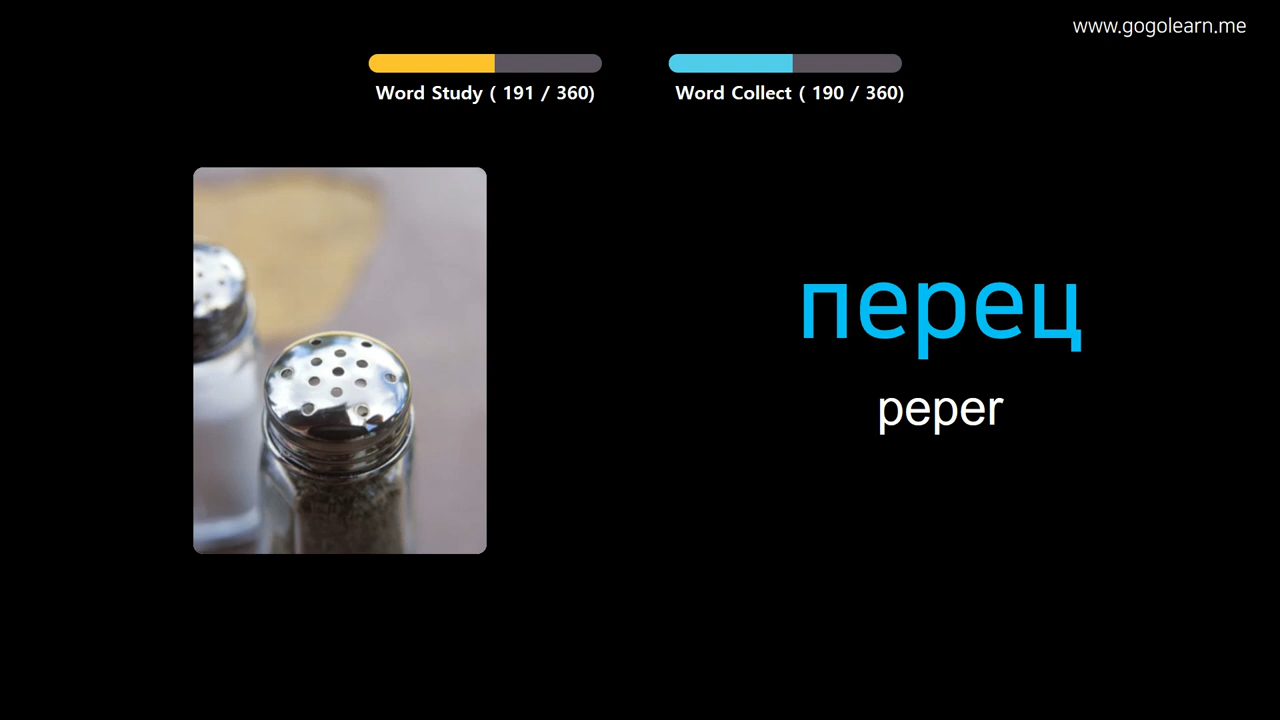 www.gogolearn.me
Word Study ( 191 / 360)
Word Collect ( 190 / 360)
перец
peper